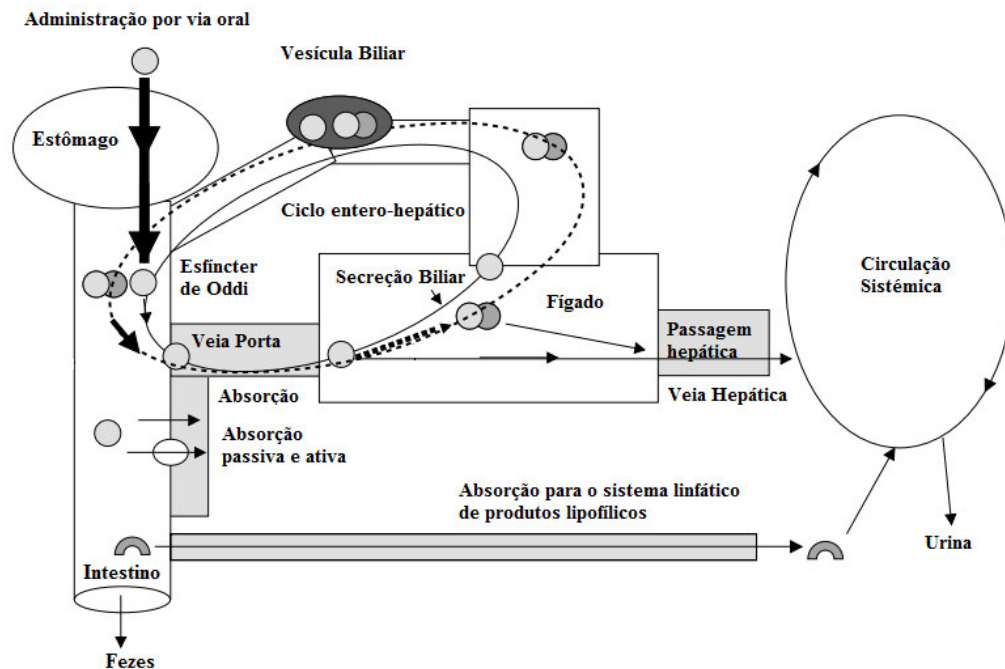 Administração por via oral
Vesícula Biliar
Estômago
Ciclo entero-hepático
Esfíncter
de Oddi
Secreção Biliar
Fígado
Circulação
Sistémica
Veia Porta
Passagem
hepática
Veia Hepática
Absorção
Absorção
passiva e ativa
Absorção para o sistema linfático
de produtos lipofílicos
Urina
Intestino
Fezes